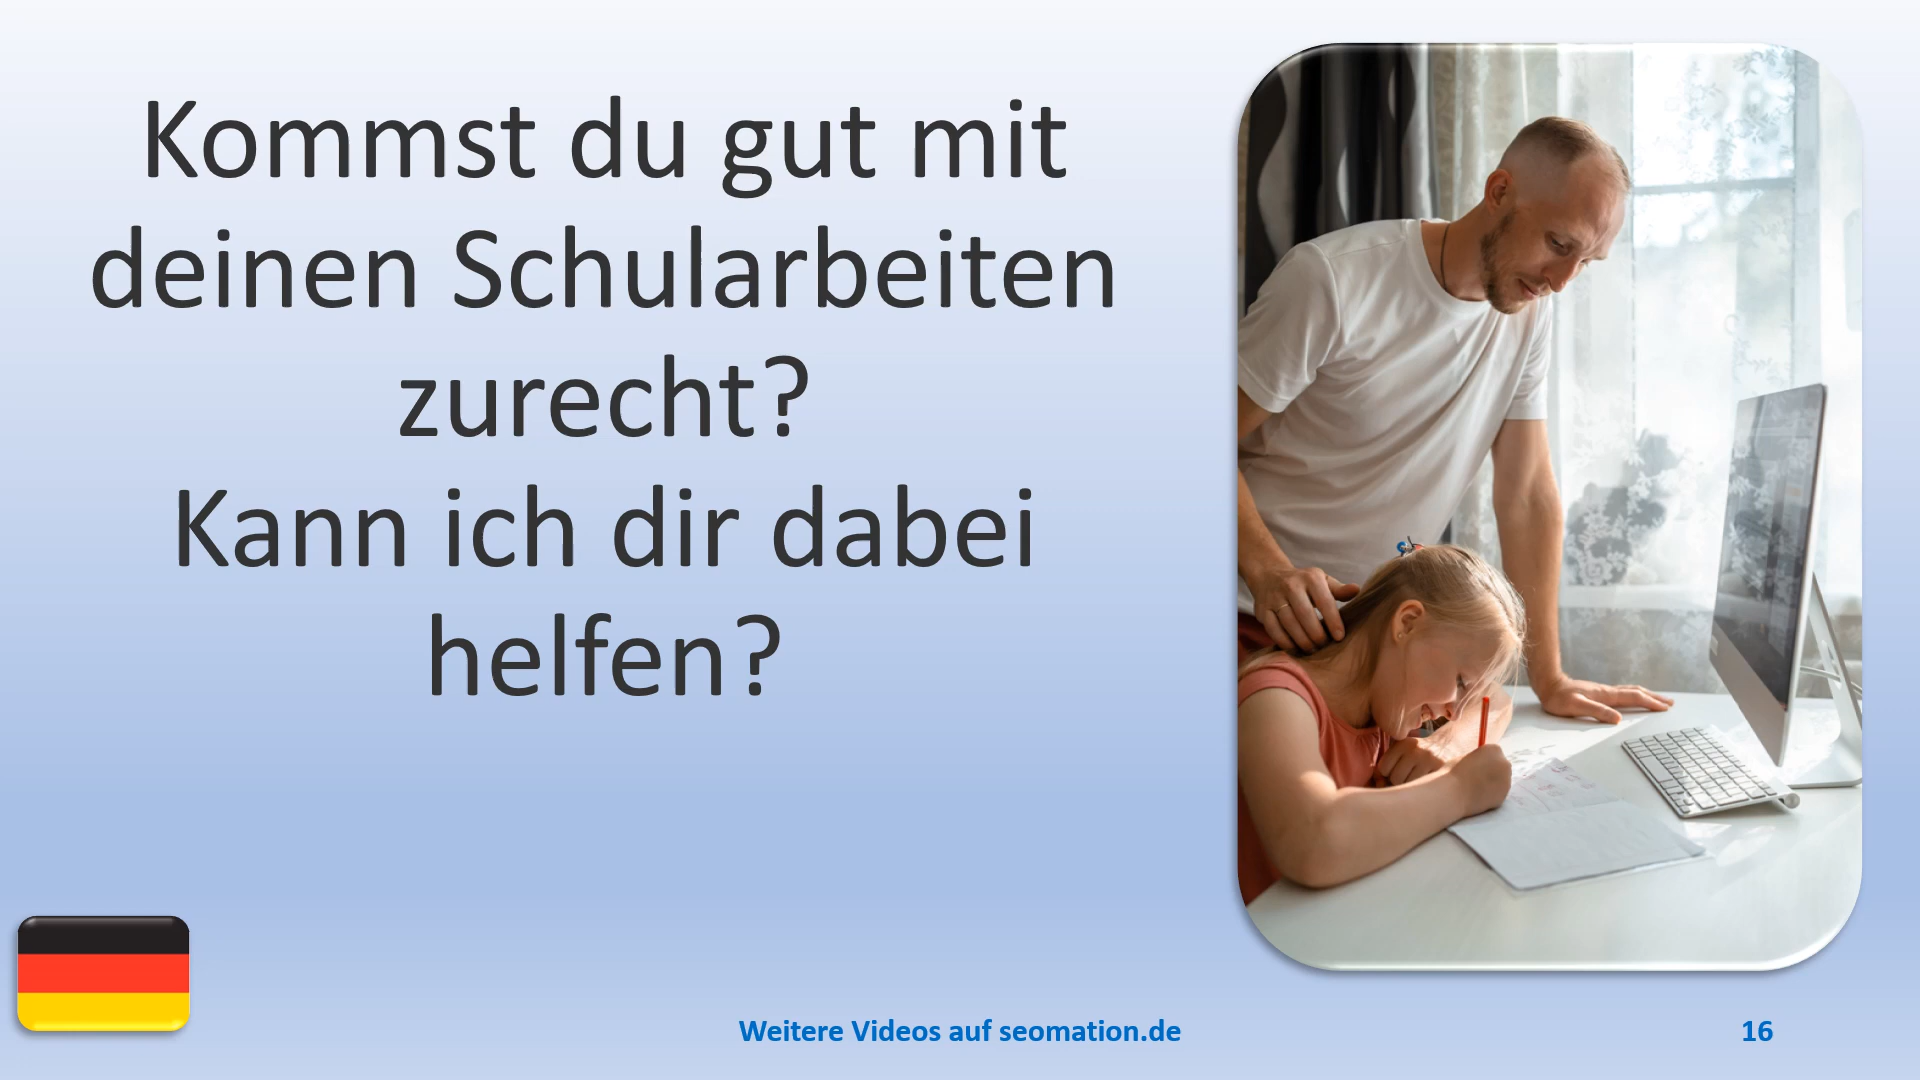 Kommst du gut mit
deinen Schularbeiten
zurecht?
Kann ich dir dabei
helfen?
Weitere Videos auf seomation.de
16